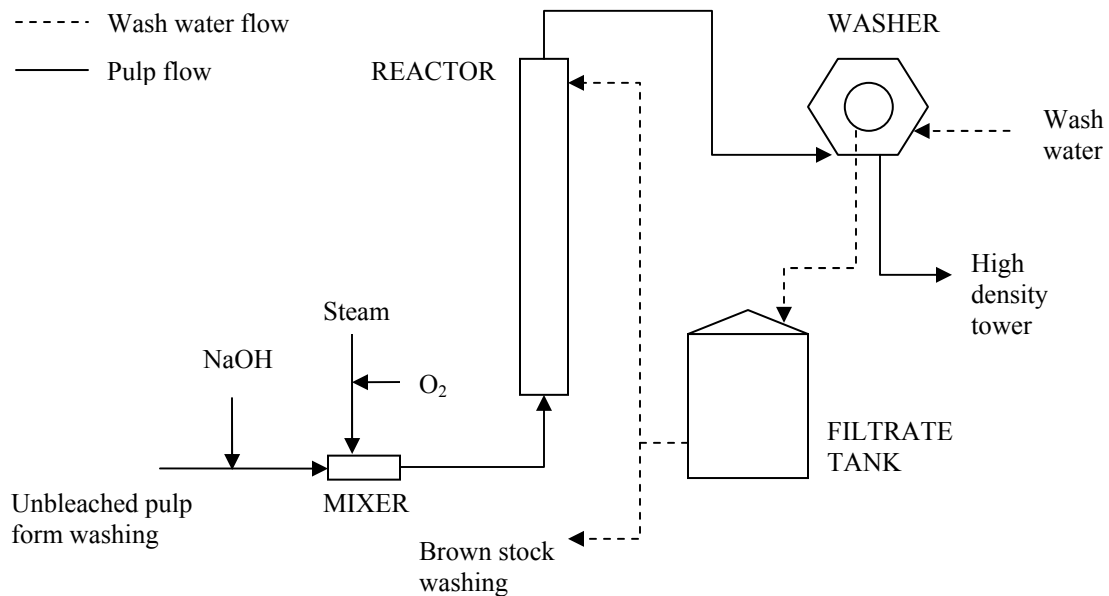 Wash water flow
Pulp flow
WASHER
REACTOR
Wash
water
High
density
tower
Steam
NaOH
O₂
FILTRATE
TANK
MIXER
Unbleached pulp
form washing
Brown stock
washing